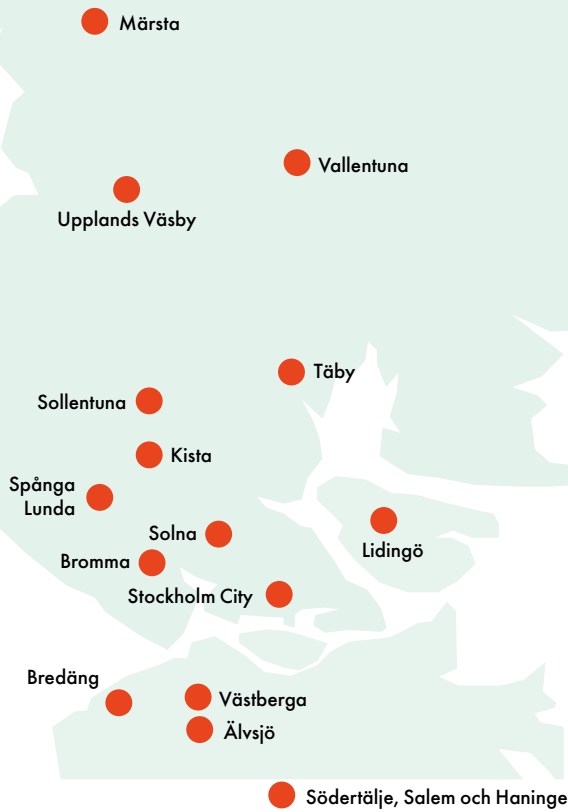 Märsta
Vallentuna
Upplands Väsby
Täby
Sollentuna
Kista
Spånga
Lunda
Solna
Lidingö
Bromma
Stockholm City
Bredäng
Västberga
Älvsjö
Södertälje, Salem och Haninge